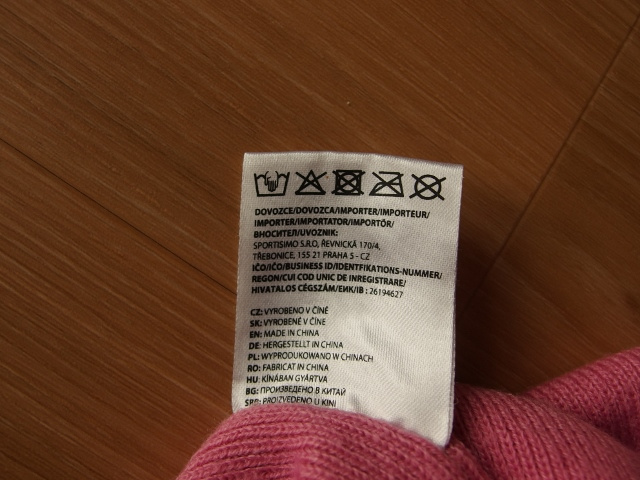 DOVOZCE/DOVOZCA/IMPORTER/IMPORTEUR/
IMPORTER/IMPORTATOR/IMPORTŐR/
ВНОСИТЕЛ/UVOZNIK:
SPORTISIMO S.R.O, ŘEVNICKÁ 170/4,
TŘEBONICE, 155 21 PRAHA 5 - CZ
IČO/IČO/BUSINESS ID/IDENTFIKATIONS-NUMMER/
REGON/CUI COD UNIC DE INREGISTRARE/
HIVATALOS CÉGSZÁM/ЕИК/IB : 26194627
CZ: VYROBENO V ČÍNĚ
SK: VYROBENÉ V ČÍNE
EN: MADE IN CHINA
DE: HERGESTELLT IN CHINA
PL: WYPRODUKOWANO W CHINACH
RO: FABRICAT IN CHINA
HU: KÍNÁBAN GYÁRTVA
BG: ПРОИЗВЕДЕНО В КИТАЙ
SRB: PROIZVEDENO U KINI